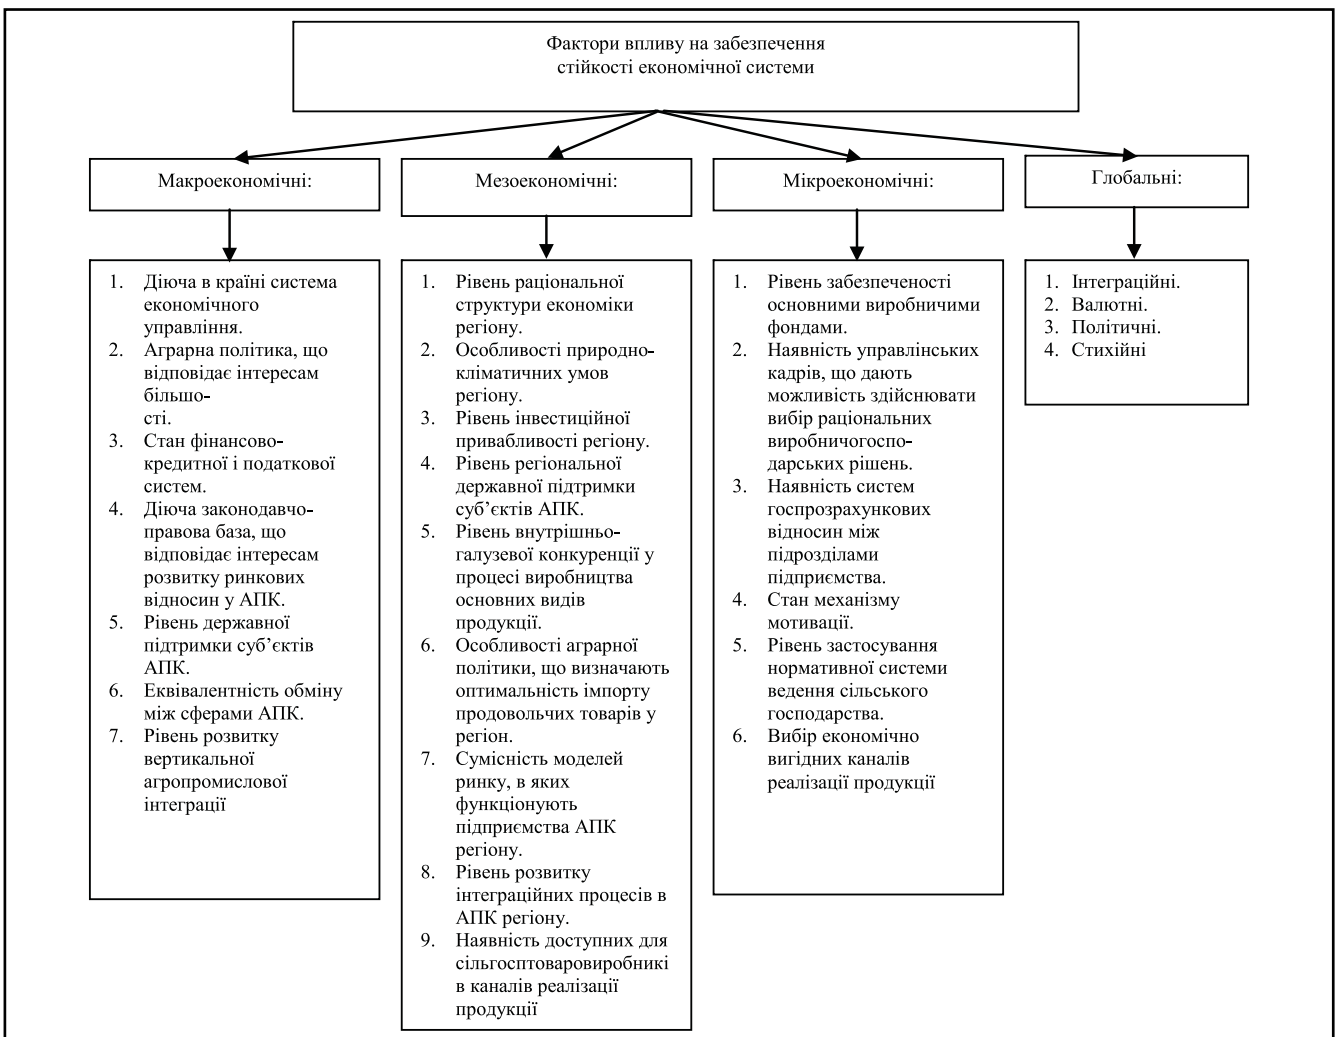 Фактори впливу на забезпечення
стійкості економічної системи
Макроекономічні:
Мезоекономічні:
Мікроекономічні:
Глобальні:
1. Діюча в країні система
економічного
управління.
2. Аграрна політика, що
відповідає інтересам
більшо-
сті.
3. Стан фінансово-
кредитної і податкової
систем.
4. Діюча законодавчо-
правова база, що
відповідає інтересам
розвитку ринкових
відносин у АПК.
5. Рівень державної
підтримки суб’єктів
АПК.
6. Еквівалентність обміну
між сферами АПК.
7. Рівень розвитку
вертикальної
агропромислової
інтеграції
1. Рівень раціональної
структури економіки
регіону.
2. Особливості природно-
кліматичних умов
регіону.
3. Рівень інвестиційної
привабливості регіону.
4. Рівень регіональної
державної підтримки
суб’єктів АПК.
5. Рівень внутрішньо-
галузевої конкуренції у
процесі виробництва
основних видів
продукції.
6. Особливості аграрної
політики, що визначають
оптимальність імпорту
продовольчих товарів у
регіон.
7. Сумісність моделей
ринку, в яких
функціонують
підприємства АПК
регіону.
8. Рівень розвитку
інтеграційних процесів в
АПК регіону.
9. Наявність доступних для
сільгосптоваровиробникі
в каналів реалізації
продукції
1. Рівень забезпеченості
основними виробничими
фондами.
2. Наявність управлінських
кадрів, що дають
можливість здійснювати
вибір раціональних
виробничогоспо-
дарських рішень.
3. Наявність систем
госпрозрахункових
відносин між
підрозділами
підприємства.
4. Стан механізму
мотивації.
5. Рівень застосування
нормативної системи
ведення сільського
господарства.
6. Вибір економічно
вигідних каналів
реалізації продукції
1. Інтеграційні.
2. Валютні.
3. Політичні.
4. Стихійні